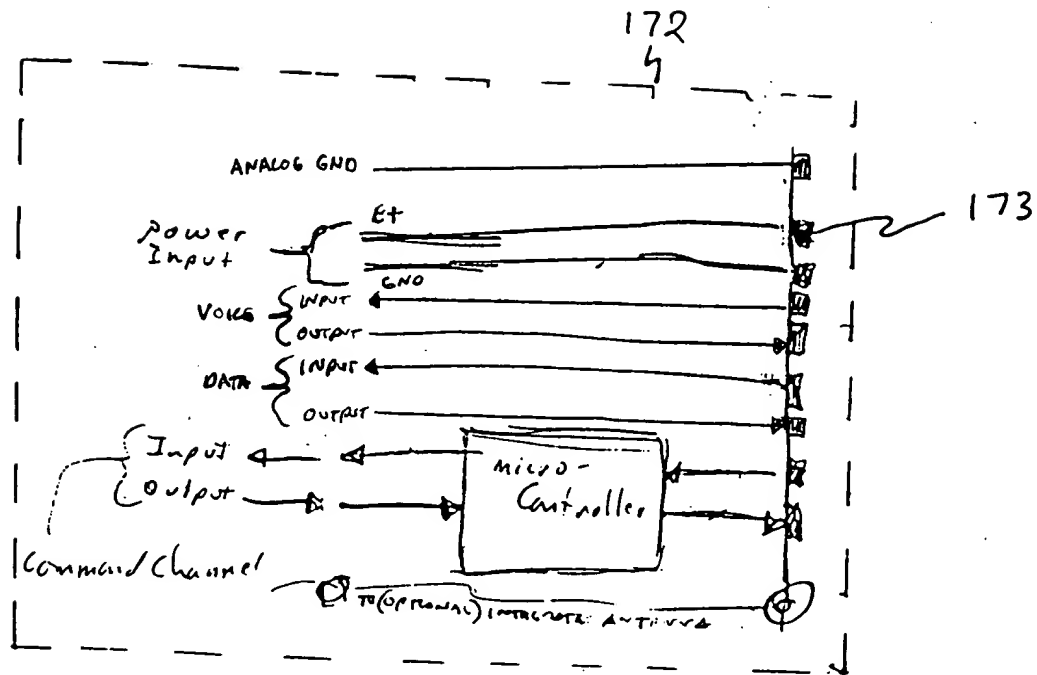 172
ANALOG GND
173
Power
Input
E+
GND
VOICE
INPUT
OUTPUT
DATA
INPUT
OUTPUT
Input
Output
micro-
Controller
Command Channel
TO (OPTIONAL) INTEGRATE ANTENNA